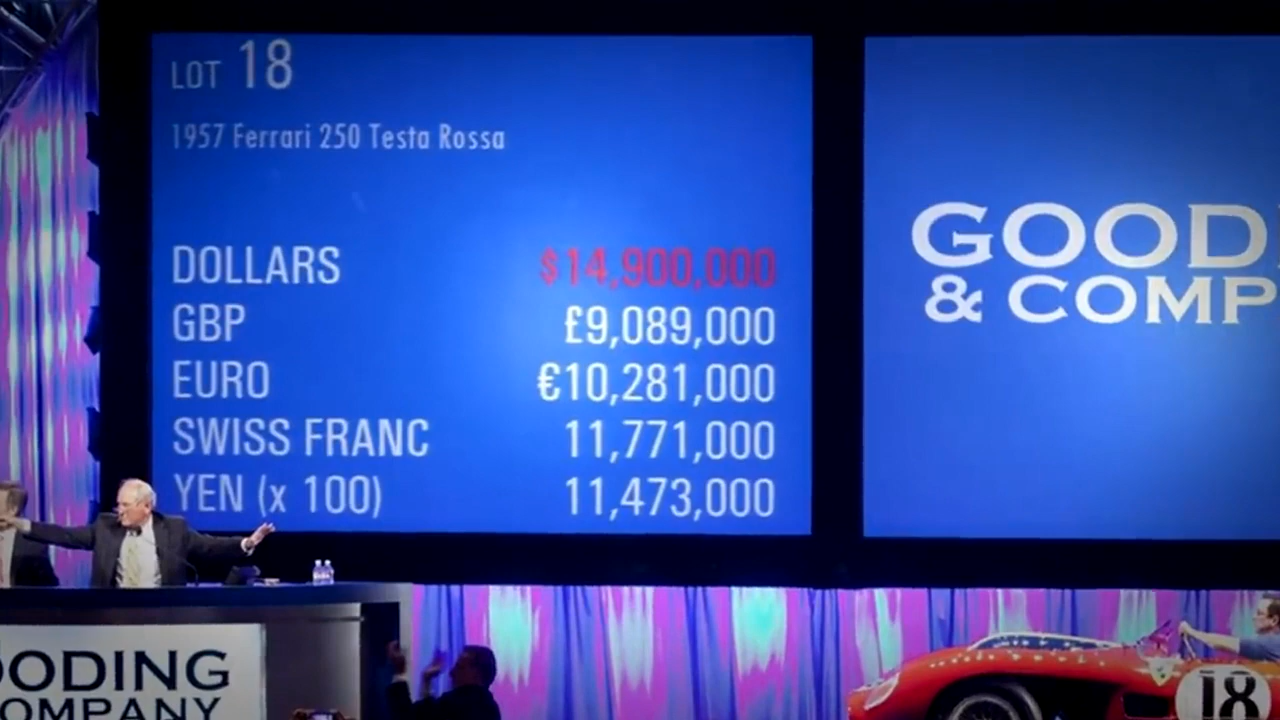 LOT 18
1957 Ferrari 250 Testa Rossa
DOLLARS $14,900,000
GBP £9,089,000
EURO €10,281,000
SWISS FRANC 11,771,000
YEN (x 100) 11,473,000
GOOD
& COMP
OODING
OMPANY
18